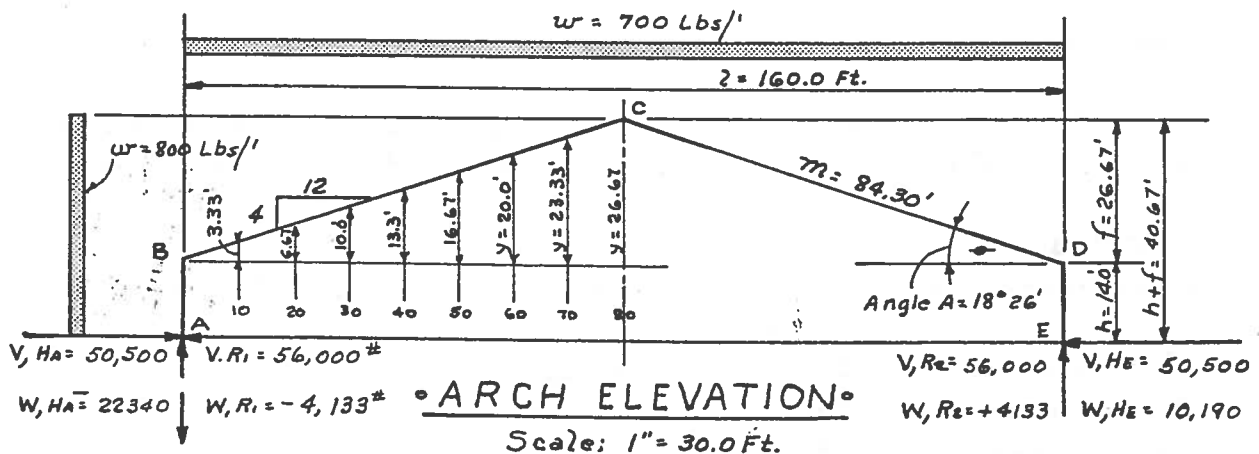 w = 700 Lbs/'
l = 160.0 Ft.
C
w = 800 Lbs/'
12
4
m = 84.30'
3.33'
6.67
10.0'
13.3'
16.67'
y = 20.0'
y = 23.33'
y = 26.67
f = 26.67'
h+f = 40.67'
B
D
ϕ
10
20
30
40
50
60
70
80
Angle A = 18° 26'
h = 14.0'
A
E
V, HA = 50,500
V. R1 = 56,000 #
V, R2 = 56,000
V, HE = 50,500
W, HA = 22340
W, R1 = -4,133 #
• ARCH ELEVATION •
W, R2 = +4133
W, HE = 10,190
Scale: 1" = 30.0 Ft.